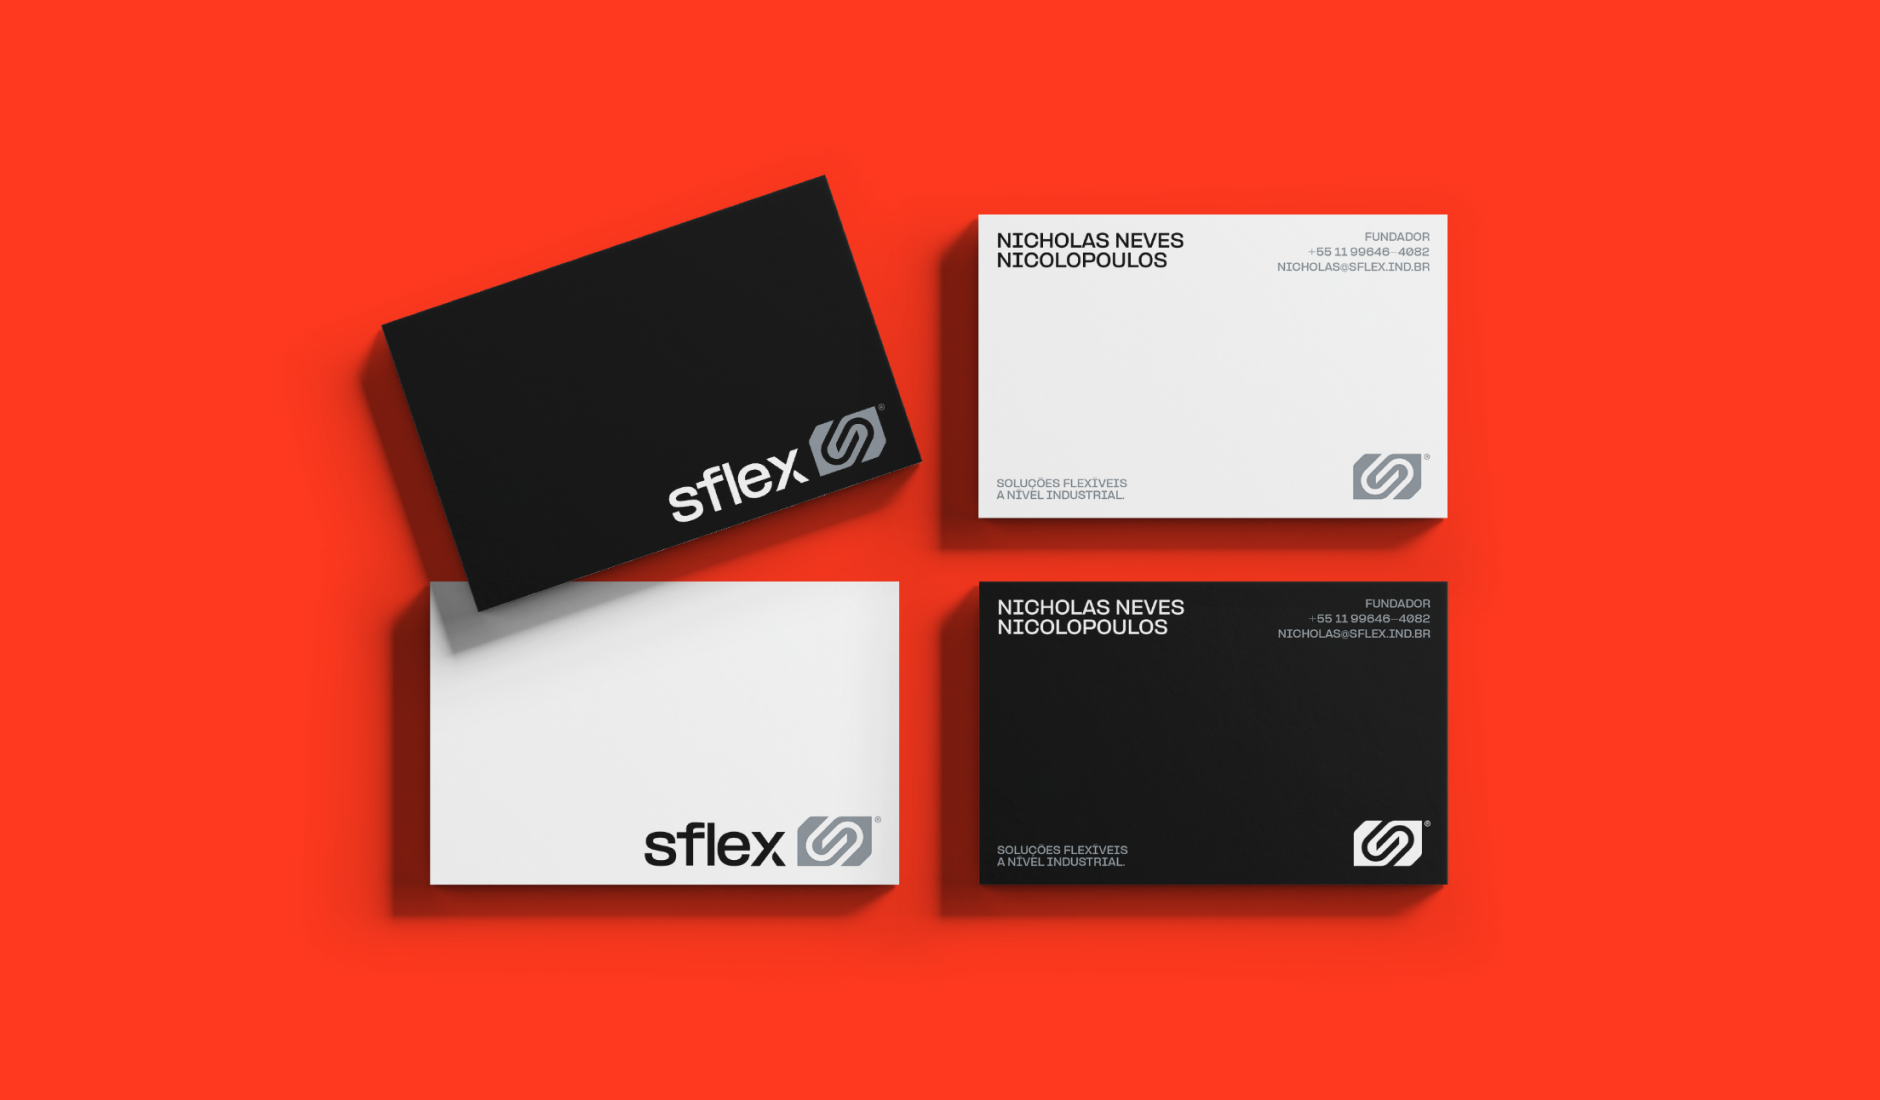 sflex ®
NICHOLAS NEVES
NICOLOPOULOS
FUNDADOR
+55 11 99646—4082
NICHOLAS@SFLEX.IND.BR
SOLUÇÕES FLEXÍVEIS
A NÍVEL INDUSTRIAL.
®
sflex ®
NICHOLAS NEVES
NICOLOPOULOS
FUNDADOR
+55 11 99646—4082
NICHOLAS@SFLEX.IND.BR
SOLUÇÕES FLEXÍVEIS
A NÍVEL INDUSTRIAL.
®